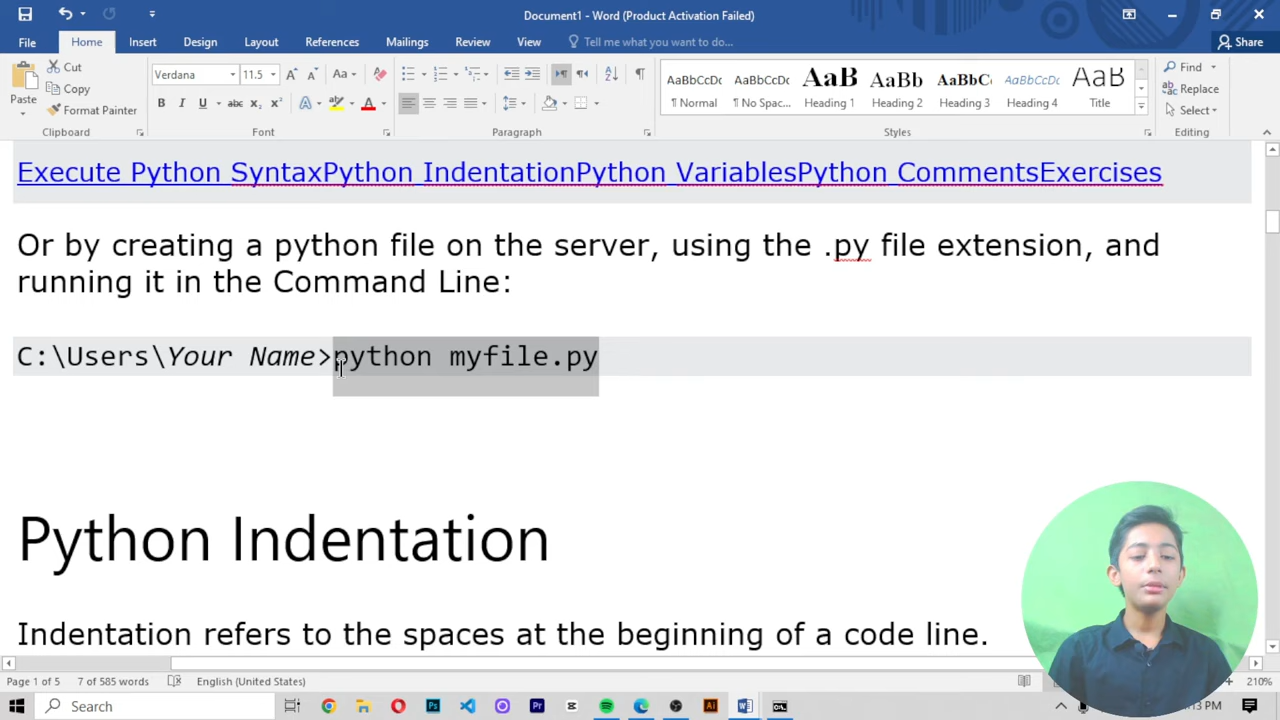 Document1 - Word (Product Activation Failed)
File Home Insert Design Layout References Mailings Review View Tell me what you want to do... Share
Paste Cut Copy Format Painter Clipboard
Verdana 11.5 Font
Paragraph
AaBbCcDc AaBbCcDc AaB AaBb AaBbC AaBbCcDc AaB
¶ Normal ¶ No Spac... Heading 1 Heading 2 Heading 3 Heading 4 Title
Styles
Find Replace Select Editing
Execute Python SyntaxPython IndentationPython VariablesPython CommentsExercises
Or by creating a python file on the server, using the .py file extension, and
running it in the Command Line:
C:\Users\Your Name>python myfile.py
Python Indentation
Indentation refers to the spaces at the beginning of a code line.
Page 1 of 5 7 of 585 words English (United States) 210%
Search